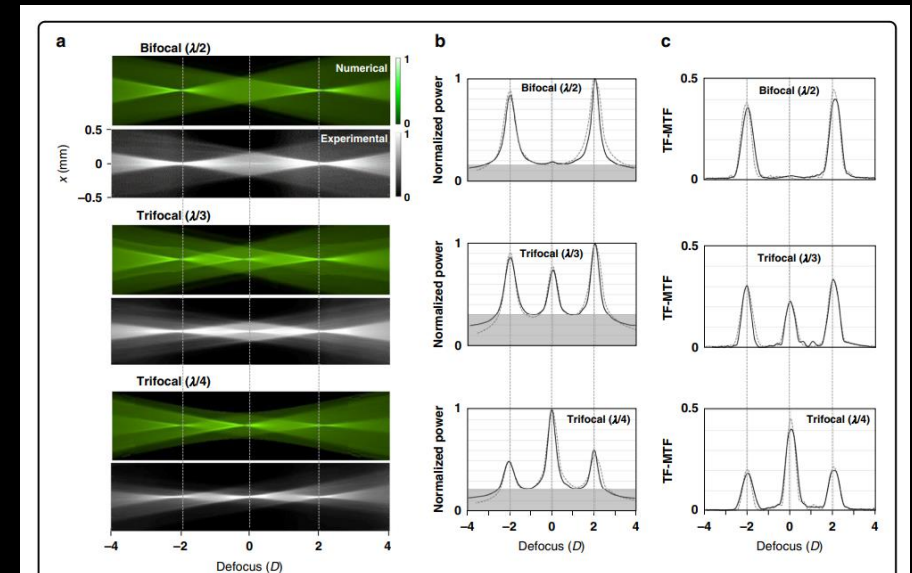 a
Bifocal (λ/2)
Numerical
1
0
Experimental
1
0
0.5
0
−0.5
x (mm)
Trifocal (λ/3)
Trifocal (λ/4)
−4 −2 0 2 4
Defocus (D)
b
Normalized power
1
0
Bifocal (λ/2)
Normalized power
1
0
Trifocal (λ/3)
Normalized power
1
0
Trifocal (λ/4)
−4 −2 0 2 4
Defocus (D)
c
TF-MTF
0.5
0
Bifocal (λ/2)
TF-MTF
0.5
0
Trifocal (λ/3)
TF-MTF
0.5
0
Trifocal (λ/4)
−4 −2 0 2 4
Defocus (D)